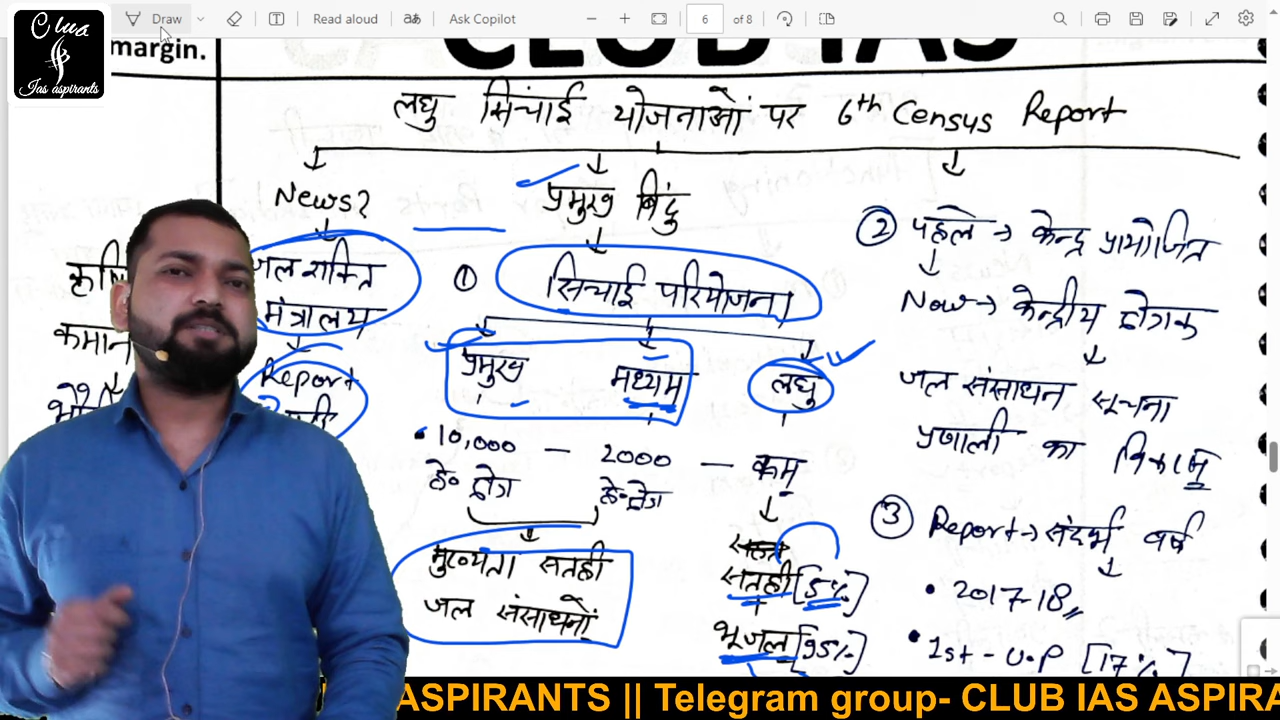 Draw
Read aloud
Ask Copilot
6
of 8
Club
Ias aspirants
margin.
CLUB IAS
लघु सिंचाई योजनाओं पर 6th Census Report
News?
जल शक्ति
मंत्रालय
Report
कमान
प्रमुख बिंदु
① सिंचाई परियोजना
प्रमुख मध्यम लघु
• 10,000 — 2000 — कम
हे० क्षेत्र हे० क्षेत्र
मुख्यता सतही
जल संसाधनों
सतही [5%]
भूजल [95%]
② पहले → केन्द्र प्रायोजित
Now → केन्द्रीय क्षेत्रक
जल संसाधन सूचना
प्रणाली का
③ Report → संदर्भ वर्ष
• 2017-18
• 1st - U.P [17%]
ASPIRANTS || Telegram group- CLUB IAS ASPIRA